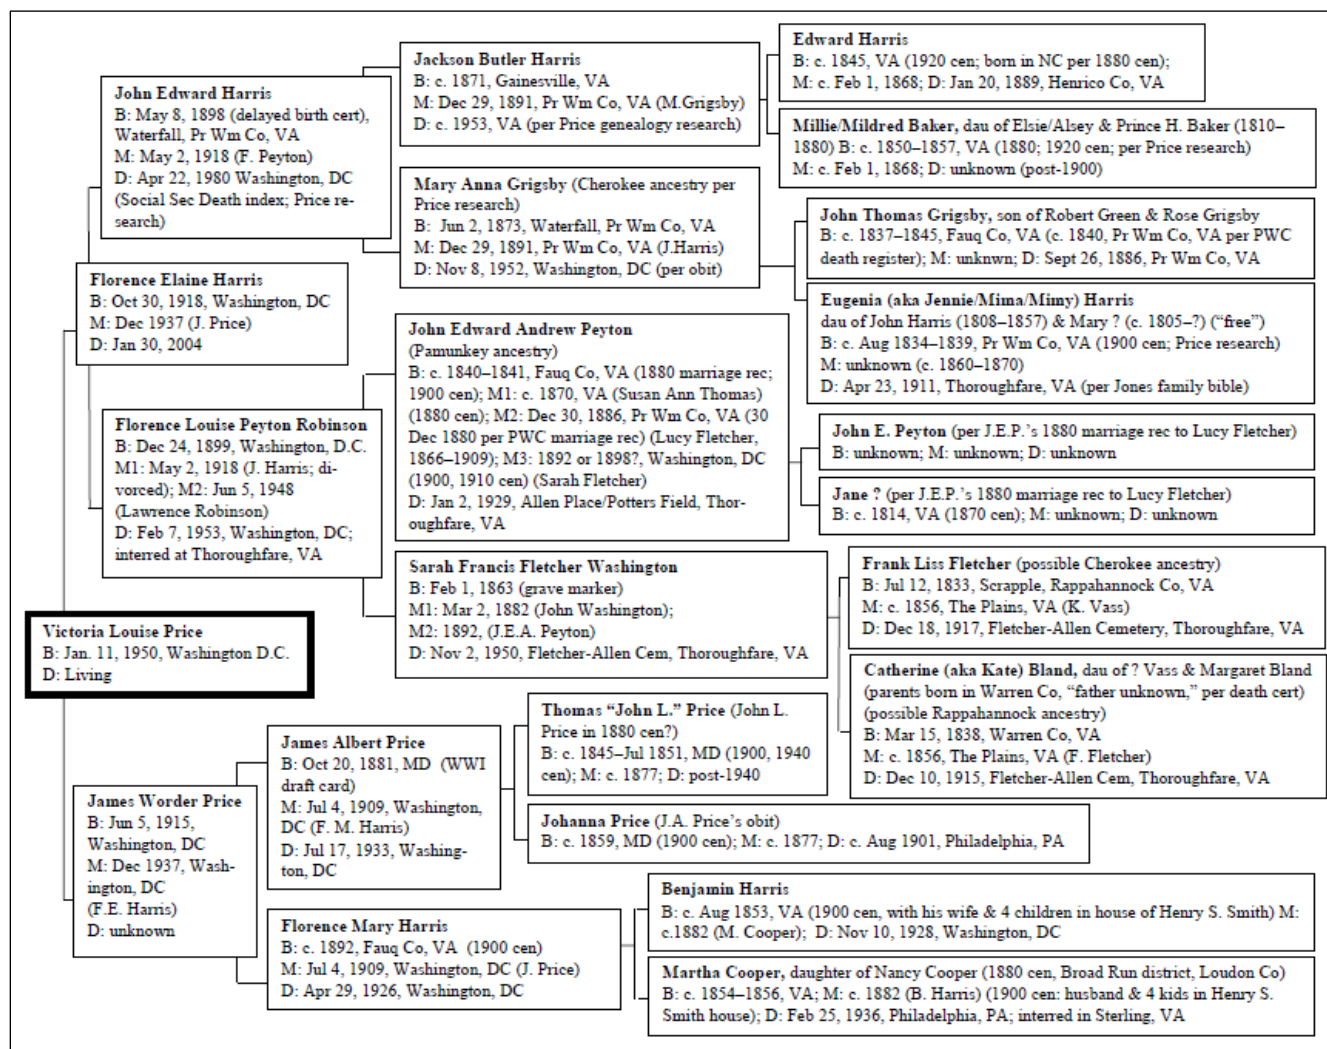 Edward Harris
B: c. 1845, VA (1920 cen; born in NC per 1880 cen);
M: c. Feb 1, 1868; D: Jan 20, 1889, Henrico Co, VA
Jackson Butler Harris
B: c. 1871, Gainesville, VA
M: Dec 29, 1891, Pr Wm Co, VA (M.Grigsby)
D: c. 1953, VA (per Price genealogy research)
John Edward Harris
B: May 8, 1898 (delayed birth cert),
Waterfall, Pr Wm Co, VA
M: May 2, 1918 (F. Peyton)
D: Apr 22, 1980 Washington, DC
(Social Sec Death index; Price re-
search)
Millie/Mildred Baker, dau of Elsie/Alsey & Prince H. Baker (1810–
1880) B: c. 1850–1857, VA (1880; 1920 cen; per Price research)
M: c. Feb 1, 1868; D: unknown (post-1900)
Mary Anna Grigsby (Cherokee ancestry per
Price research)
B: Jun 2, 1873, Waterfall, Pr Wm Co, VA
M: Dec 29, 1891, Pr Wm Co, VA (J.Harris)
D: Nov 8, 1952, Washington, DC (per obit)
John Thomas Grigsby, son of Robert Green & Rose Grigsby
B: c. 1837–1845, Fauq Co, VA (c. 1840, Pr Wm Co, VA per PWC
death register); M: unknwn; D: Sept 26, 1886, Pr Wm Co, VA
Florence Elaine Harris
B: Oct 30, 1918, Washington, DC
M: Dec 1937 (J. Price)
D: Jan 30, 2004
Eugenia (aka Jennie/Mima/Mimy) Harris
dau of John Harris (1808–1857) & Mary ? (c. 1805–?) (“free”)
B: c. Aug 1834–1839, Pr Wm Co, VA (1900 cen; Price research)
M: unknown (c. 1860–1870)
D: Apr 23, 1911, Thoroughfare, VA (per Jones family bible)
John Edward Andrew Peyton
(Pamunkey ancestry)
B: c. 1840–1841, Fauq Co, VA (1880 marriage rec;
1900 cen); M1: c. 1870, VA (Susan Ann Thomas)
(1880 cen); M2: Dec 30, 1886, Pr Wm Co, VA (30
Dec 1880 per PWC marriage rec) (Lucy Fletcher,
1866–1909); M3: 1892 or 1898?, Washington, DC
(1900, 1910 cen) (Sarah Fletcher)
D: Jan 2, 1929, Allen Place/Potters Field, Thor-
oughfare, VA
Florence Louise Peyton Robinson
B: Dec 24, 1899, Washington, D.C.
M1: May 2, 1918 (J. Harris; di-
vorced); M2: Jun 5, 1948
(Lawrence Robinson)
D: Feb 7, 1953, Washington, DC;
interred at Thoroughfare, VA
John E. Peyton (per J.E.P.’s 1880 marriage rec to Lucy Fletcher)
B: unknown; M: unknown; D: unknown
Jane ? (per J.E.P.’s 1880 marriage rec to Lucy Fletcher)
B: c. 1814, VA (1870 cen); M: unknown; D: unknown
Sarah Francis Fletcher Washington
B: Feb 1, 1863 (grave marker)
M1: Mar 2, 1882 (John Washington);
M2: 1892, (J.E.A. Peyton)
D: Nov 2, 1950, Fletcher-Allen Cem, Thoroughfare, VA
Frank Liss Fletcher (possible Cherokee ancestry)
B: Jul 12, 1833, Scrapple, Rappahannock Co, VA
M: c. 1856, The Plains, VA (K. Vass)
D: Dec 18, 1917, Fletcher-Allen Cemetery, Thoroughfare, VA
Victoria Louise Price
B: Jan. 11, 1950, Washington D.C.
D: Living
Catherine (aka Kate) Bland, dau of ? Vass & Margaret Bland
(parents born in Warren Co, “father unknown,” per death cert)
(possible Rappahannock ancestry)
B: Mar 15, 1838, Warren Co, VA
M: c. 1856, The Plains, VA (F. Fletcher)
D: Dec 10, 1915, Fletcher-Allen Cem, Thoroughfare, VA
Thomas “John L.” Price (John L.
Price in 1880 cen?)
B: c. 1845–Jul 1851, MD (1900, 1940
cen); M: c. 1877; D: post-1940
James Albert Price
B: Oct 20, 1881, MD (WWI
draft card)
M: Jul 4, 1909, Washington,
DC (F. M. Harris)
D: Jul 17, 1933, Washing-
ton, DC
James Worder Price
B: Jun 5, 1915,
Washington, DC
M: Dec 1937, Wash-
ington, DC
(F.E. Harris)
D: unknown
Johanna Price (J.A. Price’s obit)
B: c. 1859, MD (1900 cen); M: c. 1877; D: c. Aug 1901, Philadelphia, PA
Benjamin Harris
B: c. Aug 1853, VA (1900 cen, with his wife & 4 children in house of Henry S. Smith) M:
c.1882 (M. Cooper); D: Nov 10, 1928, Washington, DC
Florence Mary Harris
B: c. 1892, Fauq Co, VA (1900 cen)
M: Jul 4, 1909, Washington, DC (J. Price)
D: Apr 29, 1926, Washington, DC
Martha Cooper, daughter of Nancy Cooper (1880 cen, Broad Run district, Loudon Co)
B: c. 1854–1856, VA; M: c. 1882 (B. Harris) (1900 cen: husband & 4 kids in Henry S.
Smith house); D: Feb 25, 1936, Philadelphia, PA; interred in Sterling, VA